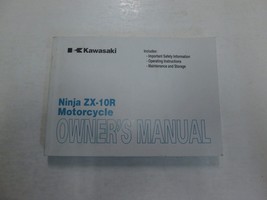 Kawasaki
Includes:
• Important Safety Information
• Operating Instructions
• Maintenance and Storage
Ninja ZX-10R
Motorcycle
OWNER'S MANUAL